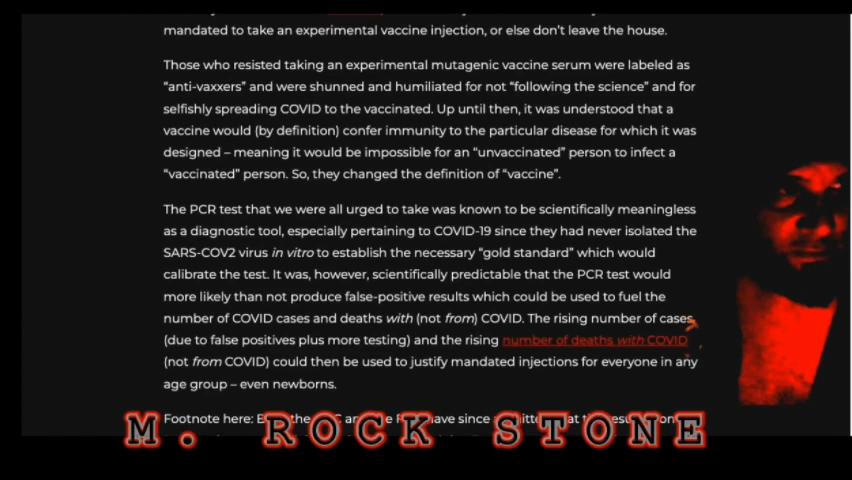 mandated to take an experimental vaccine injection, or else don't leave the house.
Those who resisted taking an experimental mutagenic vaccine serum were labeled as
"anti-vaxxers" and were shunned and humiliated for not "following the science" and for
selfishly spreading COVID to the vaccinated. Up until then, it was understood that a
vaccine would (by definition) confer immunity to the particular disease for which it was
designed – meaning it would be impossible for an "unvaccinated" person to infect a
"vaccinated" person. So, they changed the definition of "vaccine".
The PCR test that we were all urged to take was known to be scientifically meaningless
as a diagnostic tool, especially pertaining to COVID-19 since they had never isolated the
SARS-COV2 virus in vitro to establish the necessary "gold standard" which would
calibrate the test. It was, however, scientifically predictable that the PCR test would
more likely than not produce false-positive results which could be used to fuel the
number of COVID cases and deaths with (not from) COVID. The rising number of cases
(due to false positives plus more testing) and the rising number of deaths with COVID
(not from COVID) could then be used to justify mandated injections for everyone in any
age group – even newborns.
Footnote here: the have since that
M. ROCK STONE